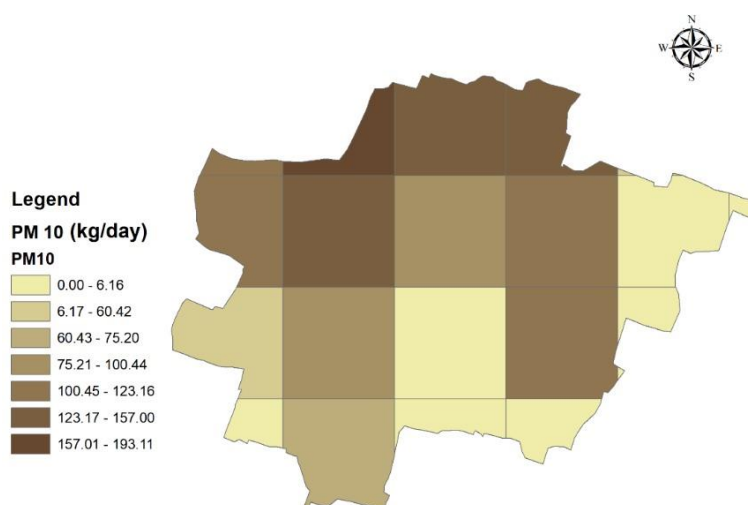 N
W E
S
Legend
PM 10 (kg/day)
PM10
0.00 - 6.16
6.17 - 60.42
60.43 - 75.20
75.21 - 100.44
100.45 - 123.16
123.17 - 157.00
157.01 - 193.11